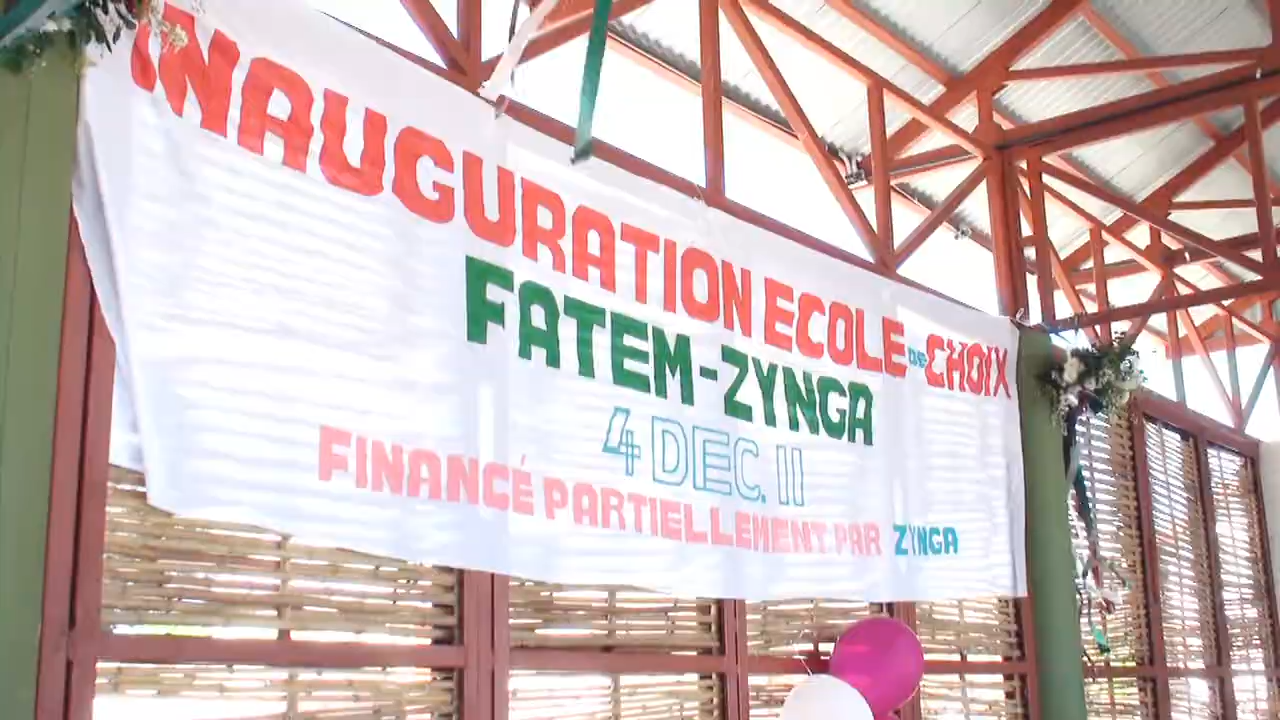 INAUGURATION ECOLE DE CHOIX
FATEM-ZYNGA
4 DEC. 11
FINANCÉ PARTIELLEMENT PAR ZYNGA